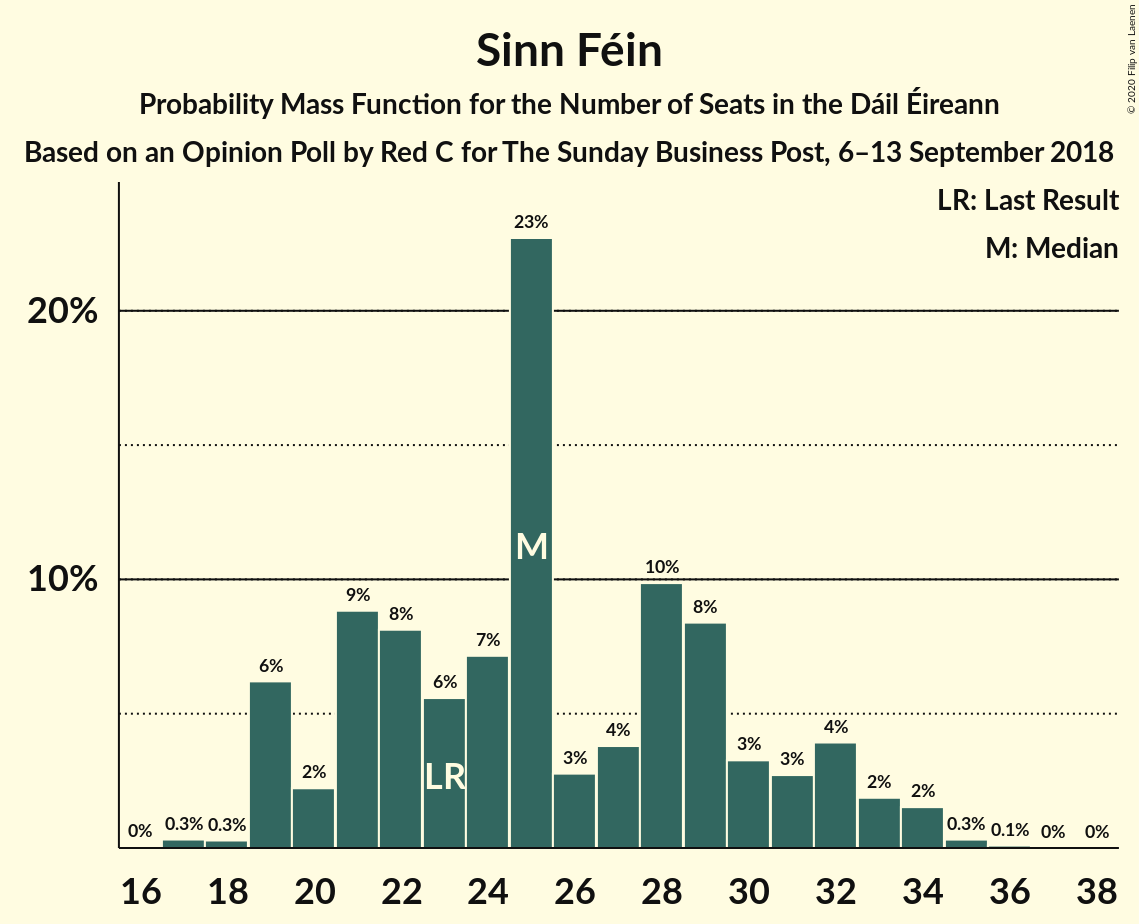 Sinn Féin
Probability Mass Function for the Number of Seats in the Dáil Éireann
Based on an Opinion Poll by Red C for The Sunday Business Post, 6–13 September 2018
© 2020 Filip van Laenen
LR: Last Result
M: Median
20%
10%
0%
0.3%
0.3%
6%
2%
9%
8%
6%
7%
23%
3%
4%
10%
8%
3%
3%
4%
2%
2%
0.3%
0.1%
0%
0%
LR
M
16 18 20 22 24 26 28 30 32 34 36 38